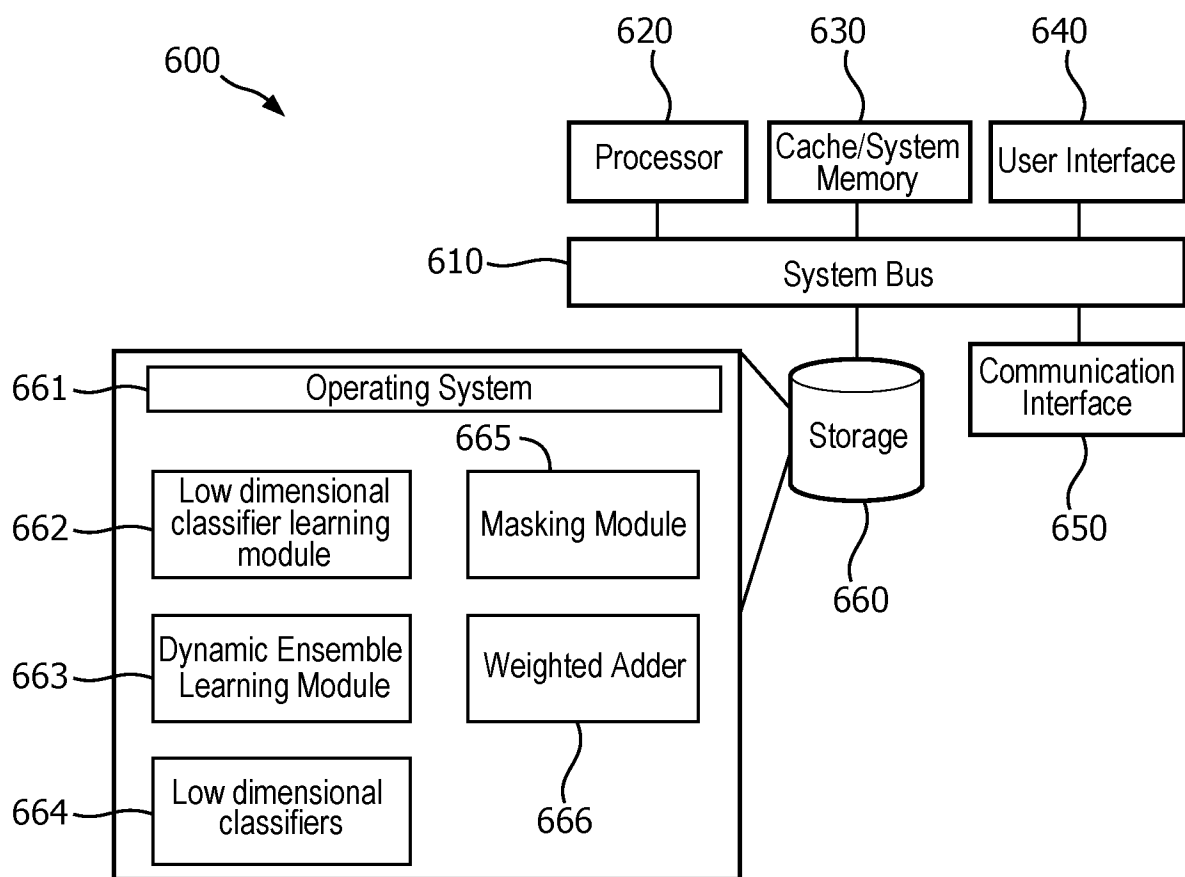 600
620
630
640
Processor
Cache/System
Memory
User Interface
610
System Bus
661
Operating System
Storage
Communication
Interface
650
660
665
662
Low dimensional
classifier learning
module
Masking Module
663
Dynamic Ensemble
Learning Module
Weighted Adder
664
Low dimensional
classifiers
666